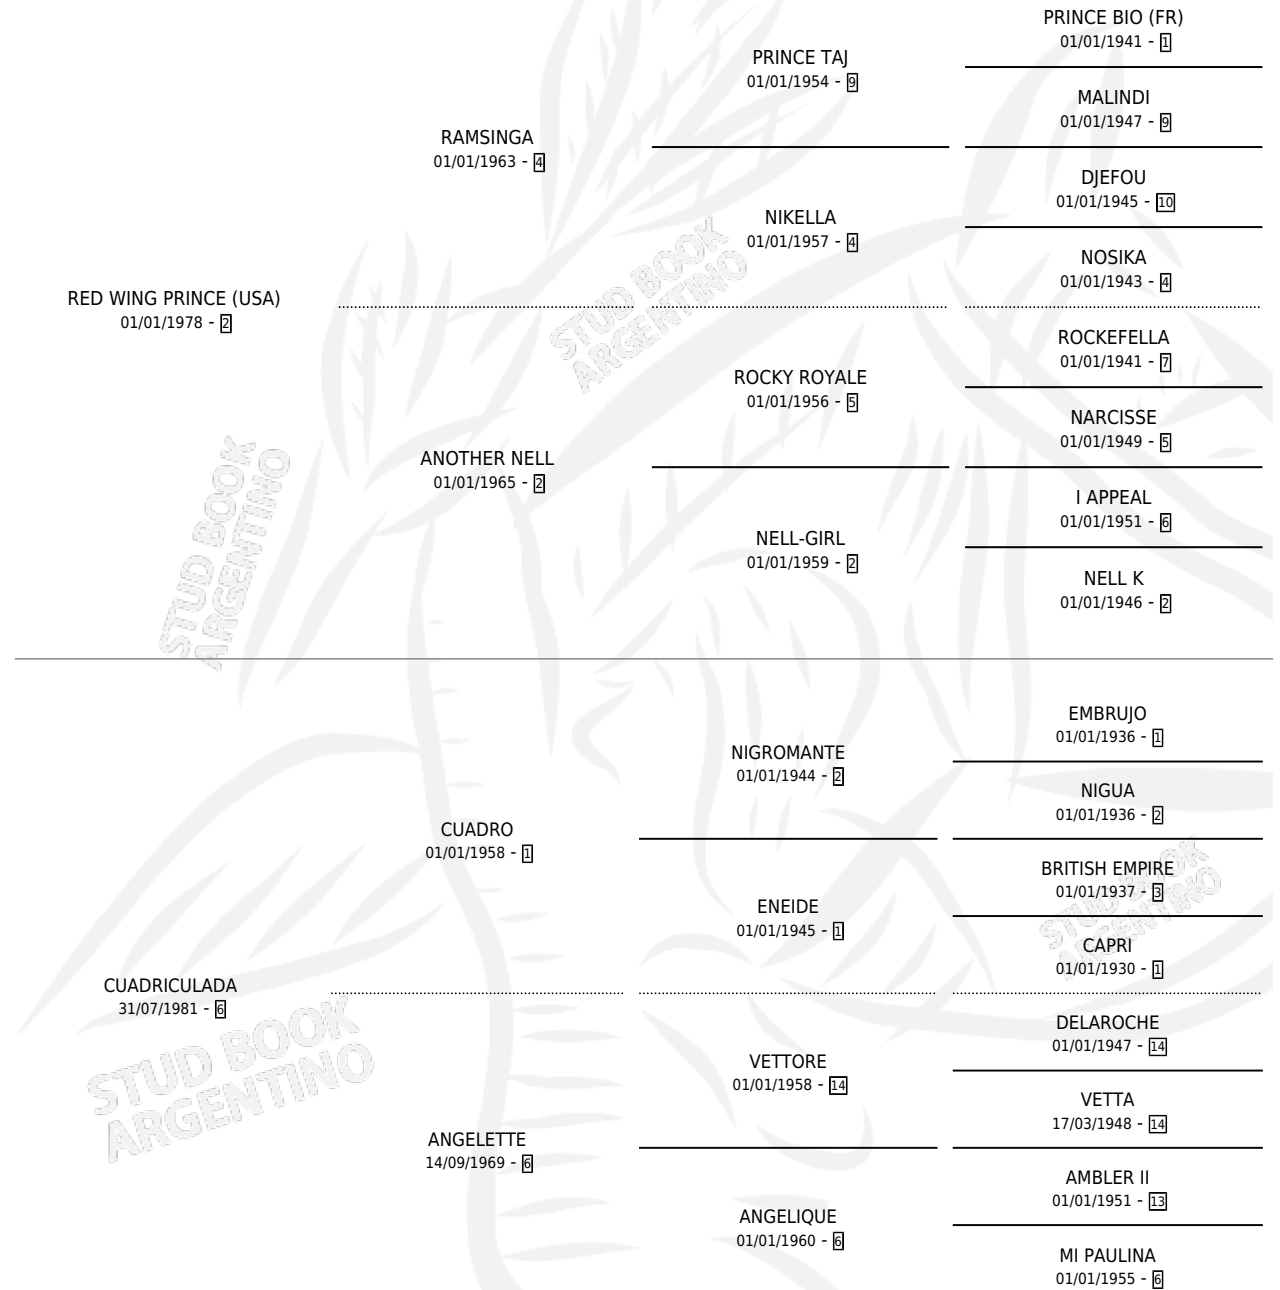 PRINCE BIO (FR)
01/01/1941 - 1
PRINCE TAJ
01/01/1954 - 9
MALINDI
01/01/1947 - 9
RAMSINGA
01/01/1963 - 4
DJEFOU
01/01/1945 - 10
NIKELLA
01/01/1957 - 4
NOSIKA
01/01/1943 - 4
RED WING PRINCE (USA)
01/01/1978 - 2
ROCKEFELLA
01/01/1941 - 7
ROCKY ROYALE
01/01/1956 - 5
NARCISSE
01/01/1949 - 5
ANOTHER NELL
01/01/1965 - 2
I APPEAL
01/01/1951 - 6
NELL-GIRL
01/01/1959 - 2
NELL K
01/01/1946 - 2
EMBRUJO
01/01/1936 - 1
NIGROMANTE
01/01/1944 - 2
NIGUA
01/01/1936 - 2
CUADRO
01/01/1958 - 1
BRITISH EMPIRE
01/01/1937 - 3
ENEIDE
01/01/1945 - 1
CAPRI
01/01/1930 - 1
CUADRICULADA
31/07/1981 - 6
DELAROCHE
01/01/1947 - 14
VETTORE
01/01/1958 - 14
VETTA
17/03/1948 - 14
ANGELETTE
14/09/1969 - 6
AMBLER II
01/01/1951 - 13
ANGELIQUE
01/01/1960 - 6
MI PAULINA
01/01/1955 - 6
STUD BOOK
ARGENTINO
STUD BOOK
ARGENTINO
STUD BOOK
ARGENTINO
STUD BOOK
ARGENTINO